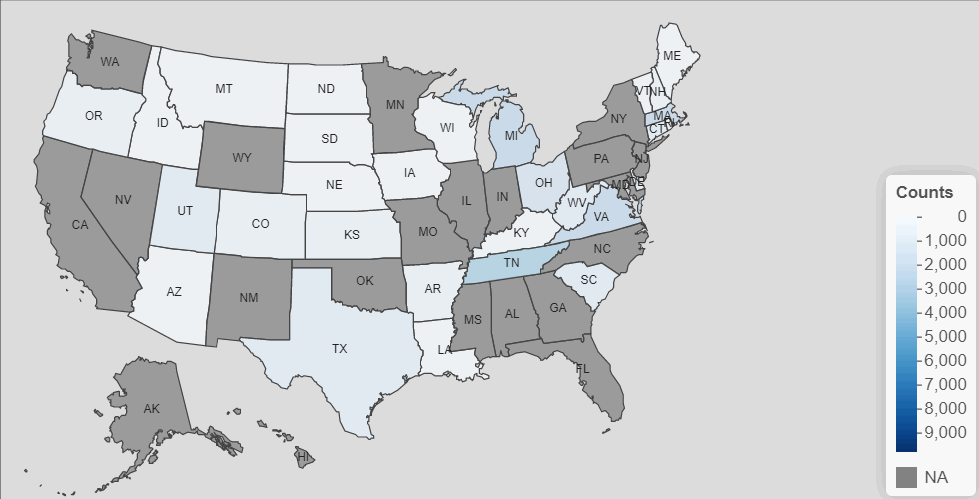 ME
WA
MT
ND
MN
VT
NH
OR
ID
WI
NY
MA
SD
MI
CT
WY
PA
NJ
IA
NE
OH
NV
UT
IL
IN
MD
DE
CO
WV
VA
CA
KS
MO
KY
NC
TN
OK
SC
AZ
NM
AR
GA
MS
AL
TX
LA
FL
AK
HI
Counts
0
1,000
2,000
3,000
4,000
5,000
6,000
7,000
8,000
9,000
NA